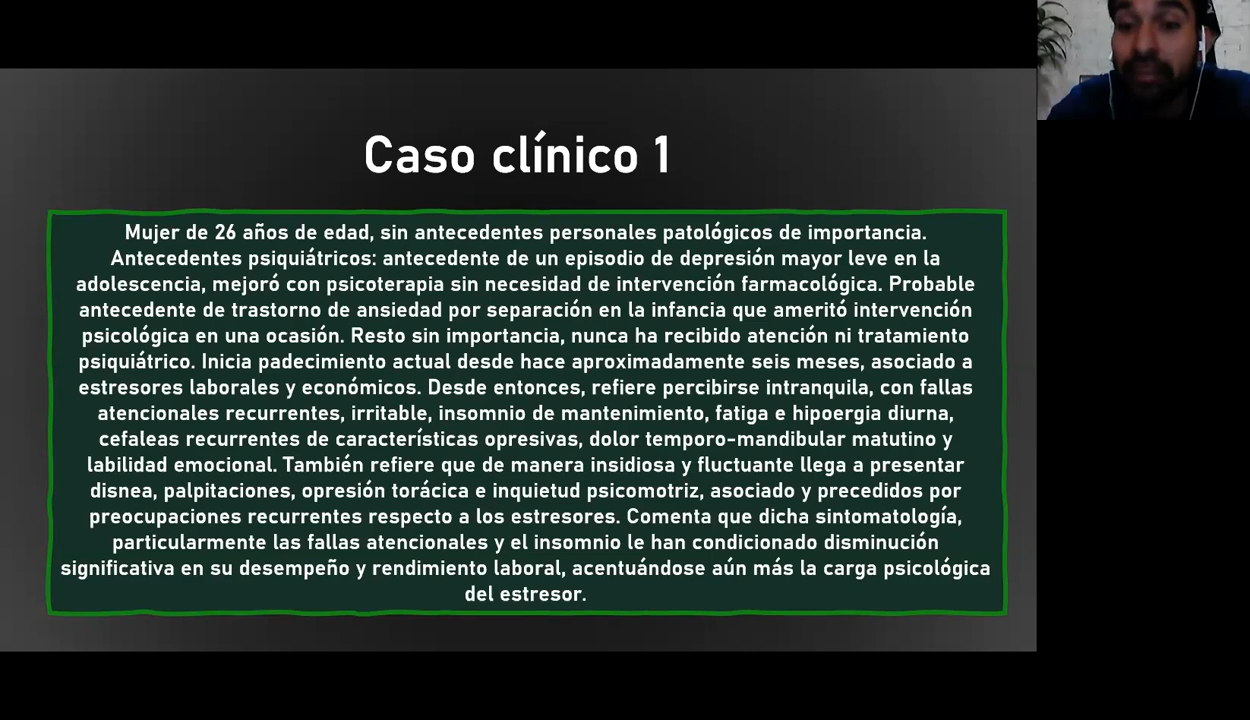 Caso clínico 1
Mujer de 26 años de edad, sin antecedentes personales patológicos de importancia.
Antecedentes psiquiátricos: antecedente de un episodio de depresión mayor leve en la
adolescencia, mejoró con psicoterapia sin necesidad de intervención farmacológica. Probable
antecedente de trastorno de ansiedad por separación en la infancia que ameritó intervención
psicológica en una ocasión. Resto sin importancia, nunca ha recibido atención ni tratamiento
psiquiátrico. Inicia padecimiento actual desde hace aproximadamente seis meses, asociado a
estresores laborales y económicos. Desde entonces, refiere percibirse intranquila, con fallas
atencionales recurrentes, irritable, insomnio de mantenimiento, fatiga e hipoergia diurna,
cefaleas recurrentes de características opresivas, dolor temporo-mandibular matutino y
labilidad emocional. También refiere que de manera insidiosa y fluctuante llega a presentar
disnea, palpitaciones, opresión torácica e inquietud psicomotriz, asociado y precedidos por
preocupaciones recurrentes respecto a los estresores. Comenta que dicha sintomatología,
particularmente las fallas atencionales y el insomnio le han condicionado disminución
significativa en su desempeño y rendimiento laboral, acentuándose aún más la carga psicológica
del estresor.